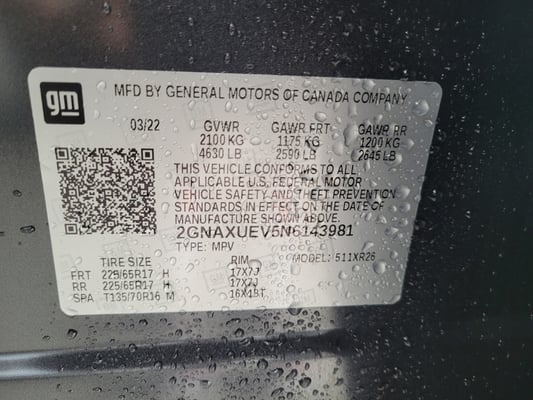 gm
MFD BY GENERAL MOTORS OF CANADA COMPANY
03/22 GVWR GAWR FRT GAWR RR
2100 KG 1175 KG 1200 KG
4630 LB 2590 LB 2645 LB
THIS VEHICLE CONFORMS TO ALL
APPLICABLE U.S. FEDERAL MOTOR
VEHICLE SAFETY AND THEFT PREVENTION
STANDARDS IN EFFECT ON THE DATE OF
MANUFACTURE SHOWN ABOVE.
2GNAXUEV5N6143981
TYPE: MPV MODEL: 511XR26
TIRE SIZE RIM
FRT 225/65R17 H 17X7J
RR 225/65R17 H 17X7J
SPA T135/70R16 M 16X18T